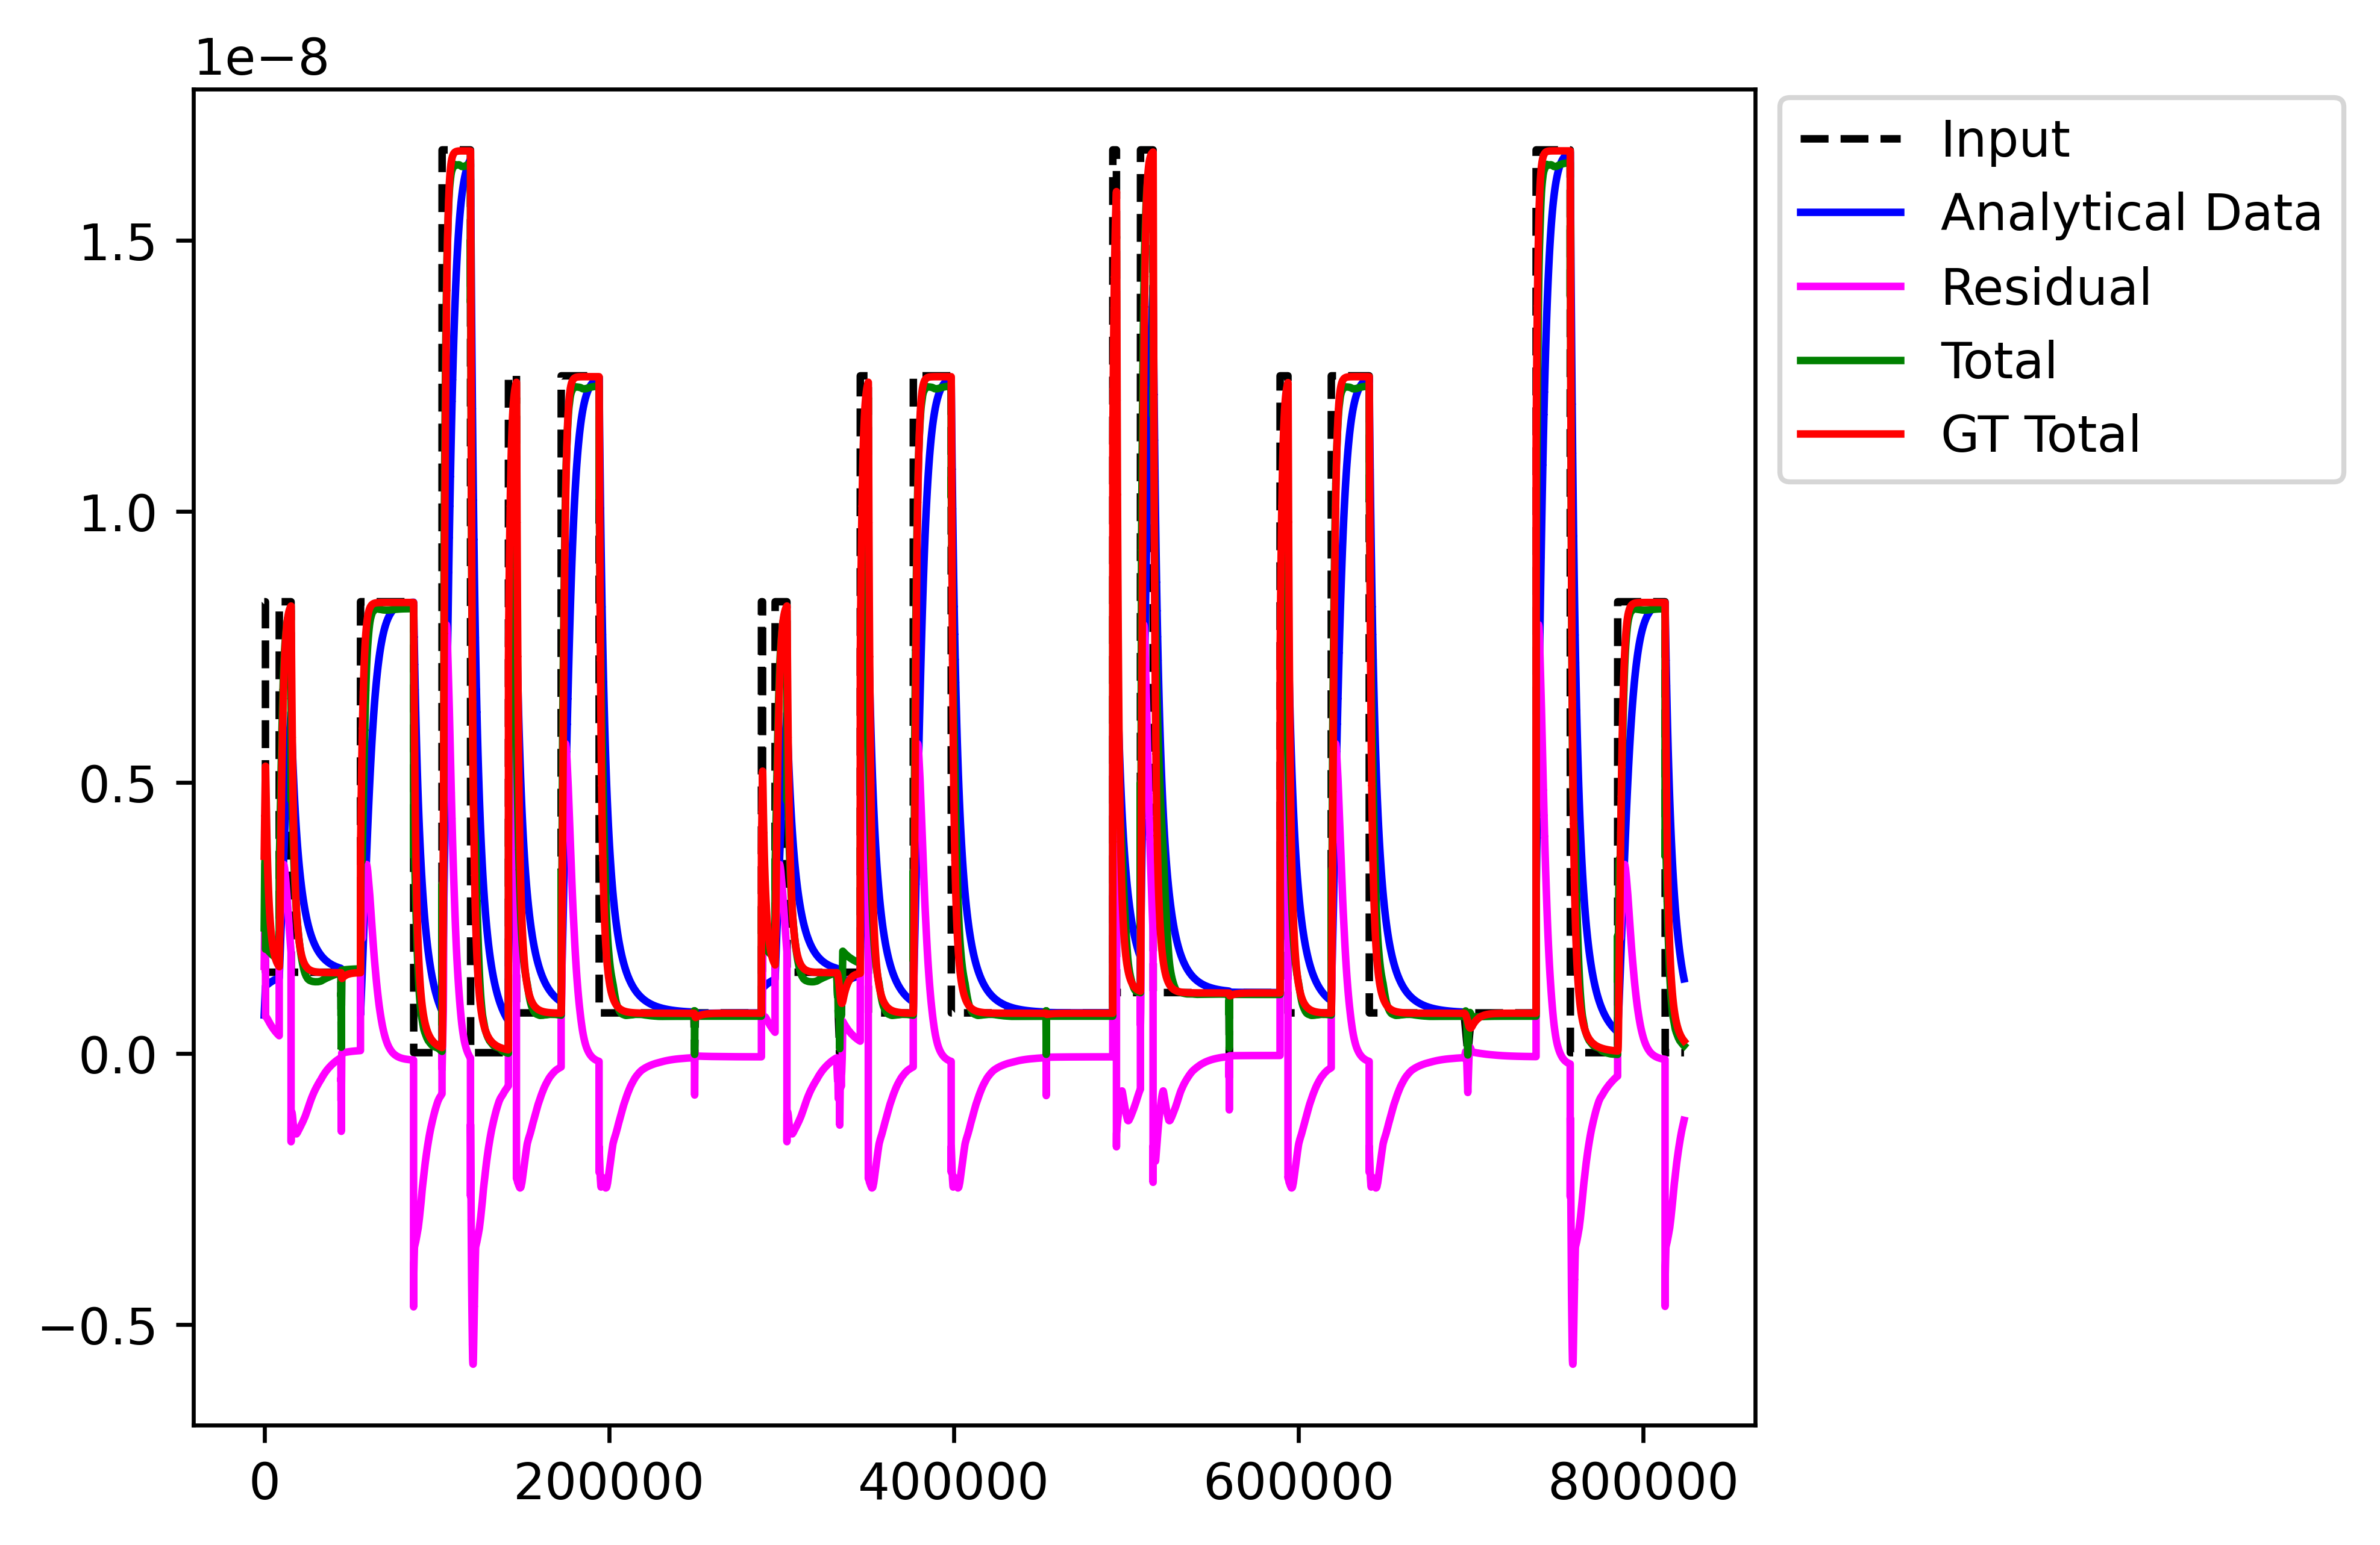 1e−8
1.5
1.0
0.5
0.0
−0.5
0
200000
400000
600000
800000
Input
Analytical Data
Residual
Total
GT Total